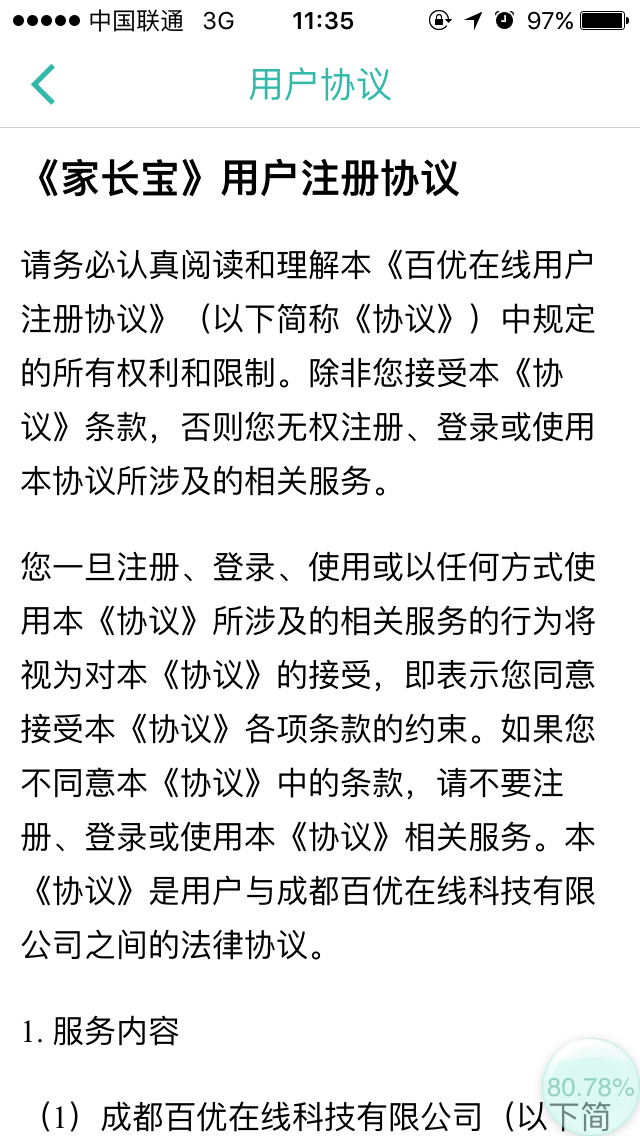 中国联通 3G 11:35 97%
用户协议
《家长宝》用户注册协议
请务必认真阅读和理解本《百优在线用户
注册协议》（以下简称《协议》）中规定
的所有权利和限制。除非您接受本《协
议》条款，否则您无权注册、登录或使用
本协议所涉及的相关服务。
您一旦注册、登录、使用或以任何方式使
用本《协议》所涉及的相关服务的行为将
视为对本《协议》的接受，即表示您同意
接受本《协议》各项条款的约束。如果您
不同意本《协议》中的条款，请不要注
册、登录或使用本《协议》相关服务。本
《协议》是用户与成都百优在线科技有限
公司之间的法律协议。
1. 服务内容
80.78%
（1）成都百优在线科技有限公司（以下简